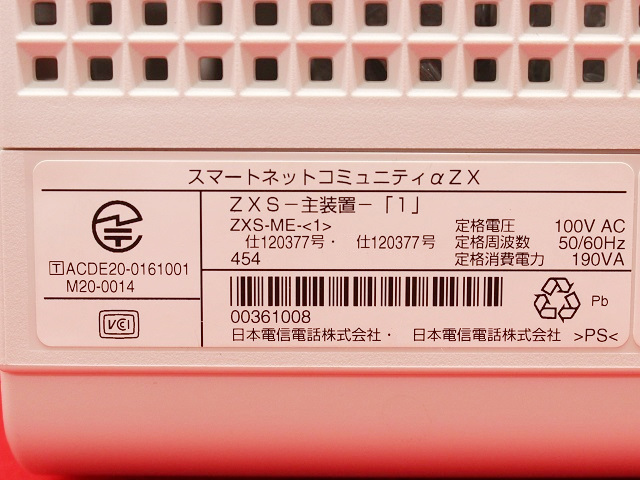 スマートネットコミュニティαZX
ZXS－主装置－「1」
ZXS-ME-<1>
仕120377号・ 仕120377号
454
定格電圧 100V AC
定格周波数 50/60Hz
定格消費電力 190VA
T ACDE20-0161001
M20-0014
VCI
00361008
Pb
日本電信電話株式会社・ 日本電信電話株式会社 >PS<